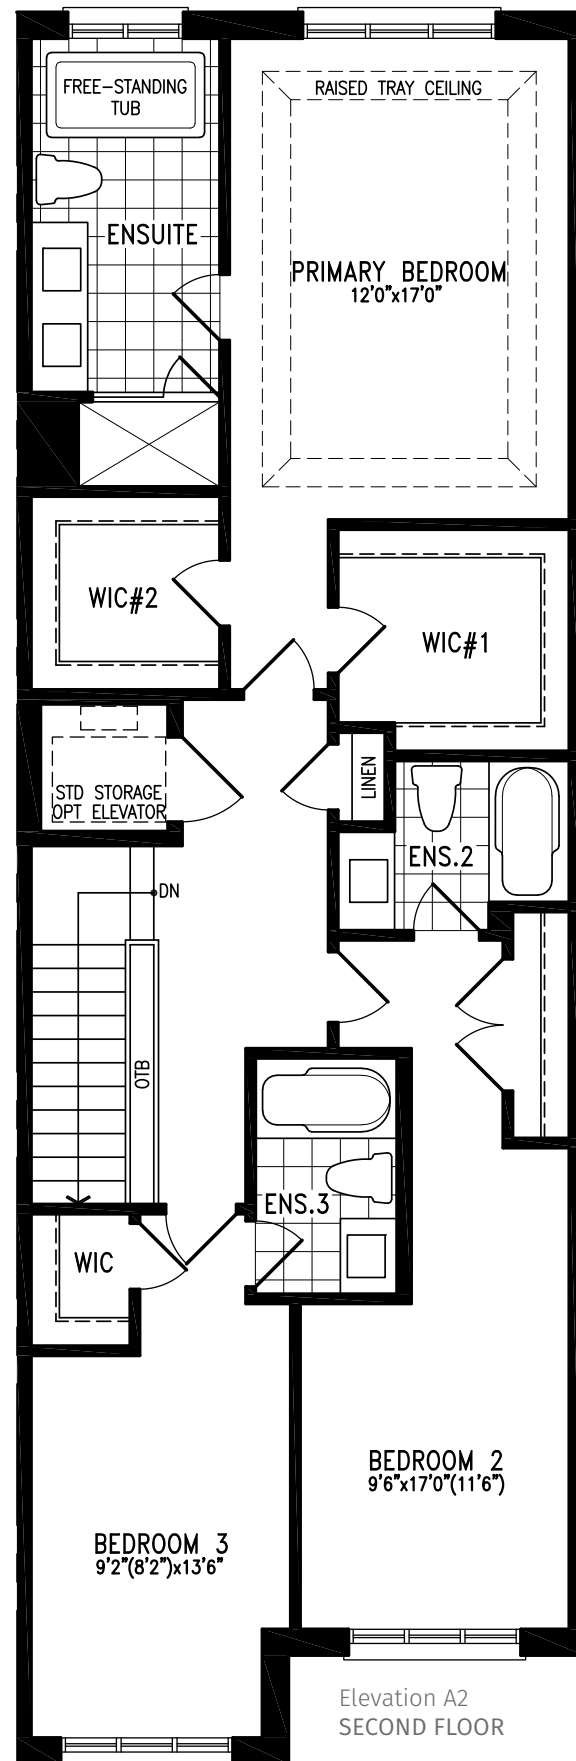 FREE-STANDING
TUB
RAISED TRAY CEILING
ENSUITE
PRIMARY BEDROOM
12'0"x17'0"
WIC#2
WIC#1
LINEN
STD STORAGE
OPT ELEVATOR
ENS.2
DN
OTB
ENS.3
WIC
BEDROOM 2
9'6"x17'0"(11'6")
BEDROOM 3
9'2"(8'2")x13'6"
Elevation A2
SECOND FLOOR